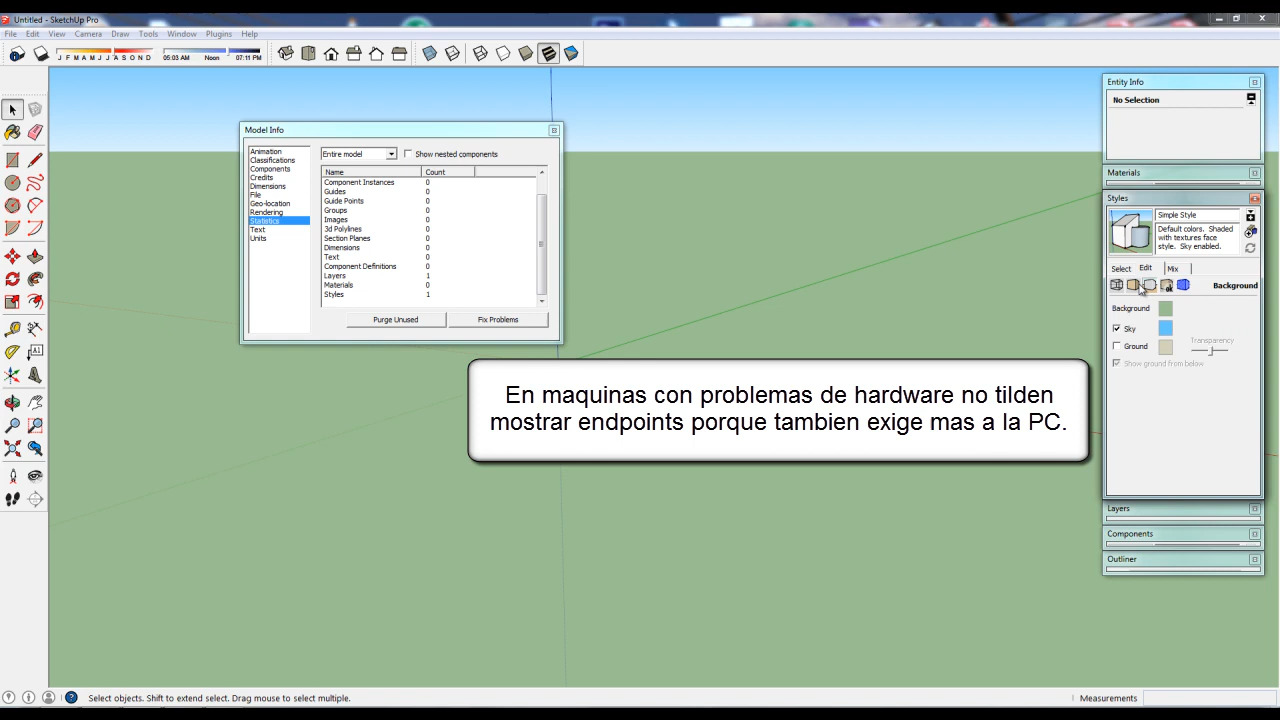 Untitled - SketchUp Pro
File Edit View Camera Draw Tools Window Plugins Help
J F M A M J J A S O N D 05:03 AM Noon 07:11 PM
Model Info
Animation
Classifications
Components
Credits
Dimensions
File
Geo-location
Rendering
Statistics
Text
Units
Entire model Show nested components
Name Count
Component Instances 0
Guides 0
Guide Points 0
Groups 0
Images 0
3d Polylines 0
Section Planes 0
Dimensions 0
Text 0
Component Definitions 0
Layers 1
Materials 0
Styles 1
Purge Unused Fix Problems
En maquinas con problemas de hardware no tilden
mostrar endpoints porque tambien exige mas a la PC.
Entity Info
No Selection
Materials
Styles
Simple Style
Default colors. Shaded
with textures face
style. Sky enabled.
Select Edit Mix
Background
Background
Sky
Ground Transparency
Show ground from below
Layers
Components
Outliner
A1
Select objects. Shift to extend select. Drag mouse to select multiple.
Measurements